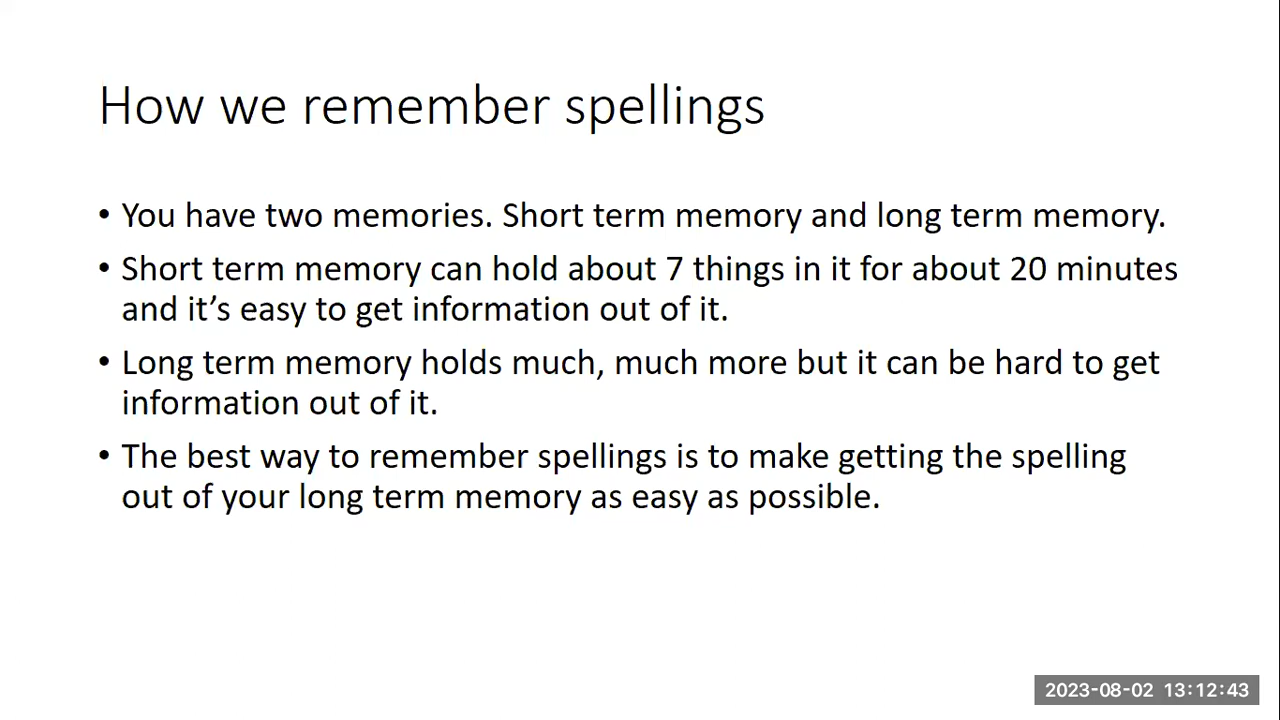 How we remember spellings
• You have two memories. Short term memory and long term memory.
• Short term memory can hold about 7 things in it for about 20 minutes
and it’s easy to get information out of it.
• Long term memory holds much, much more but it can be hard to get
information out of it.
• The best way to remember spellings is to make getting the spelling
out of your long term memory as easy as possible.
2023-08-02 13:12:43